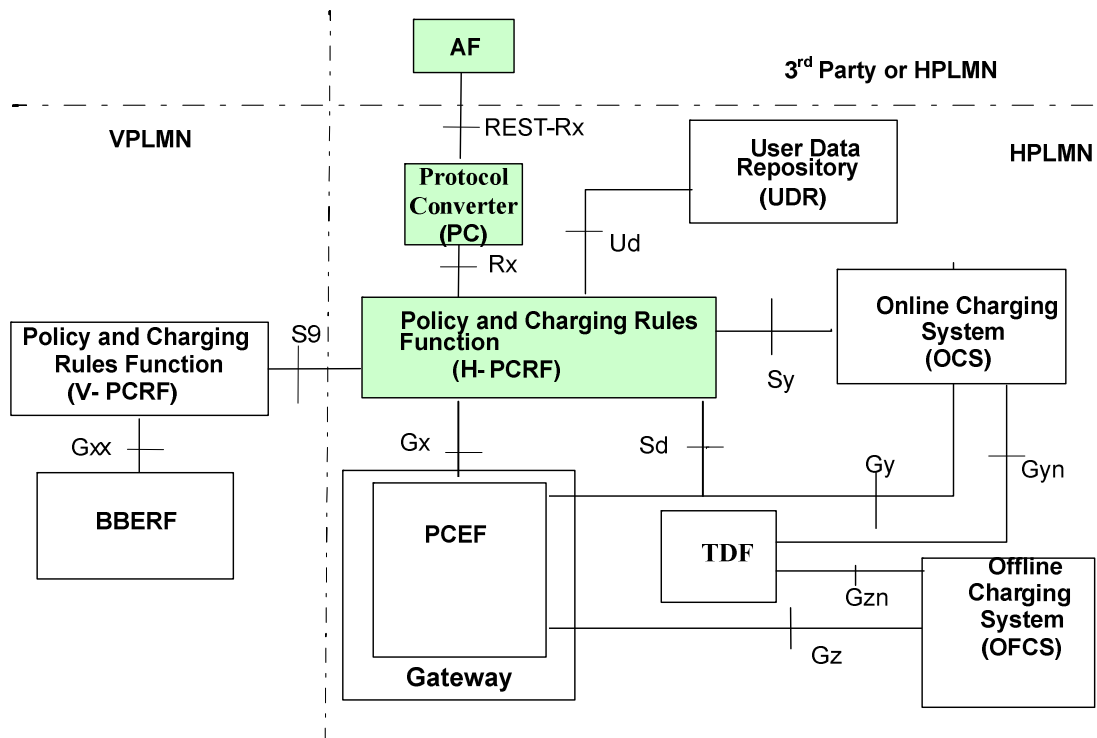 AF
3rd Party or HPLMN
VPLMN
REST-Rx
User Data
Repository
(UDR)
HPLMN
Protocol
Converter
(PC)
Ud
Rx
Policy and Charging
Rules Function
(V- PCRF)
S9
Policy and Charging Rules
Function
(H- PCRF)
Sy
Online Charging
System
(OCS)
Gxx
Gx
Sd
Gy
Gyn
BBERF
PCEF
TDF
Gzn
Offline
Charging
System
(OFCS)
Gz
Gateway